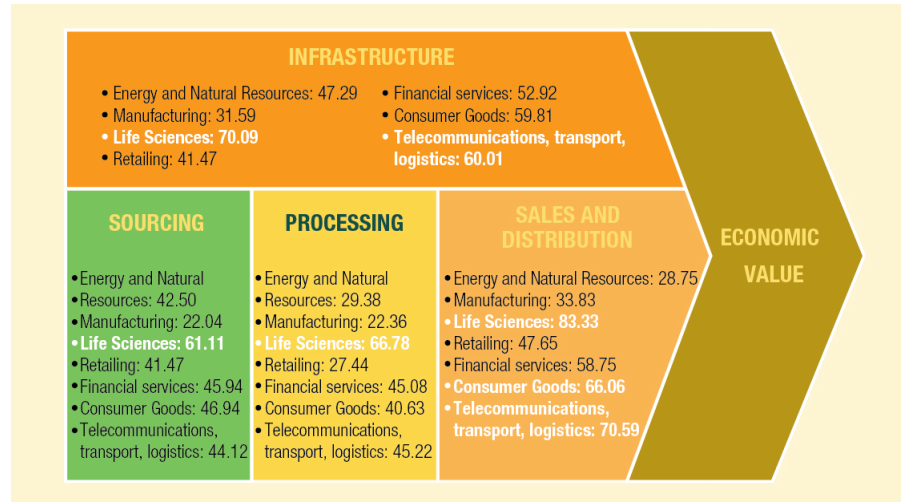 INFRASTRUCTURE
• Energy and Natural Resources: 47.29
• Manufacturing: 31.59
• Life Sciences: 70.09
• Retailing: 41.47
• Financial services: 52.92
• Consumer Goods: 59.81
• Telecommunications, transport,
logistics: 60.01
SOURCING
• Energy and Natural
• Resources: 42.50
• Manufacturing: 22.04
• Life Sciences: 61.11
• Retailing: 41.47
• Financial services: 45.94
• Consumer Goods: 46.94
• Telecommunications,
transport, logistics: 44.12
PROCESSING
• Energy and Natural
Resources: 29.38
• Manufacturing: 22.36
• Life Sciences: 66.78
• Retailing: 27.44
• Financial services: 45.08
• Consumer Goods: 40.63
• Telecommunications,
transport, logistics: 45.22
SALES AND
DISTRIBUTION
• Energy and Natural Resources: 28.75
• Manufacturing: 33.83
• Life Sciences: 83.33
• Retailing: 47.65
• Financial services: 58.75
• Consumer Goods: 66.06
• Telecommunications,
• transport, logistics: 70.59
ECONOMIC
VALUE